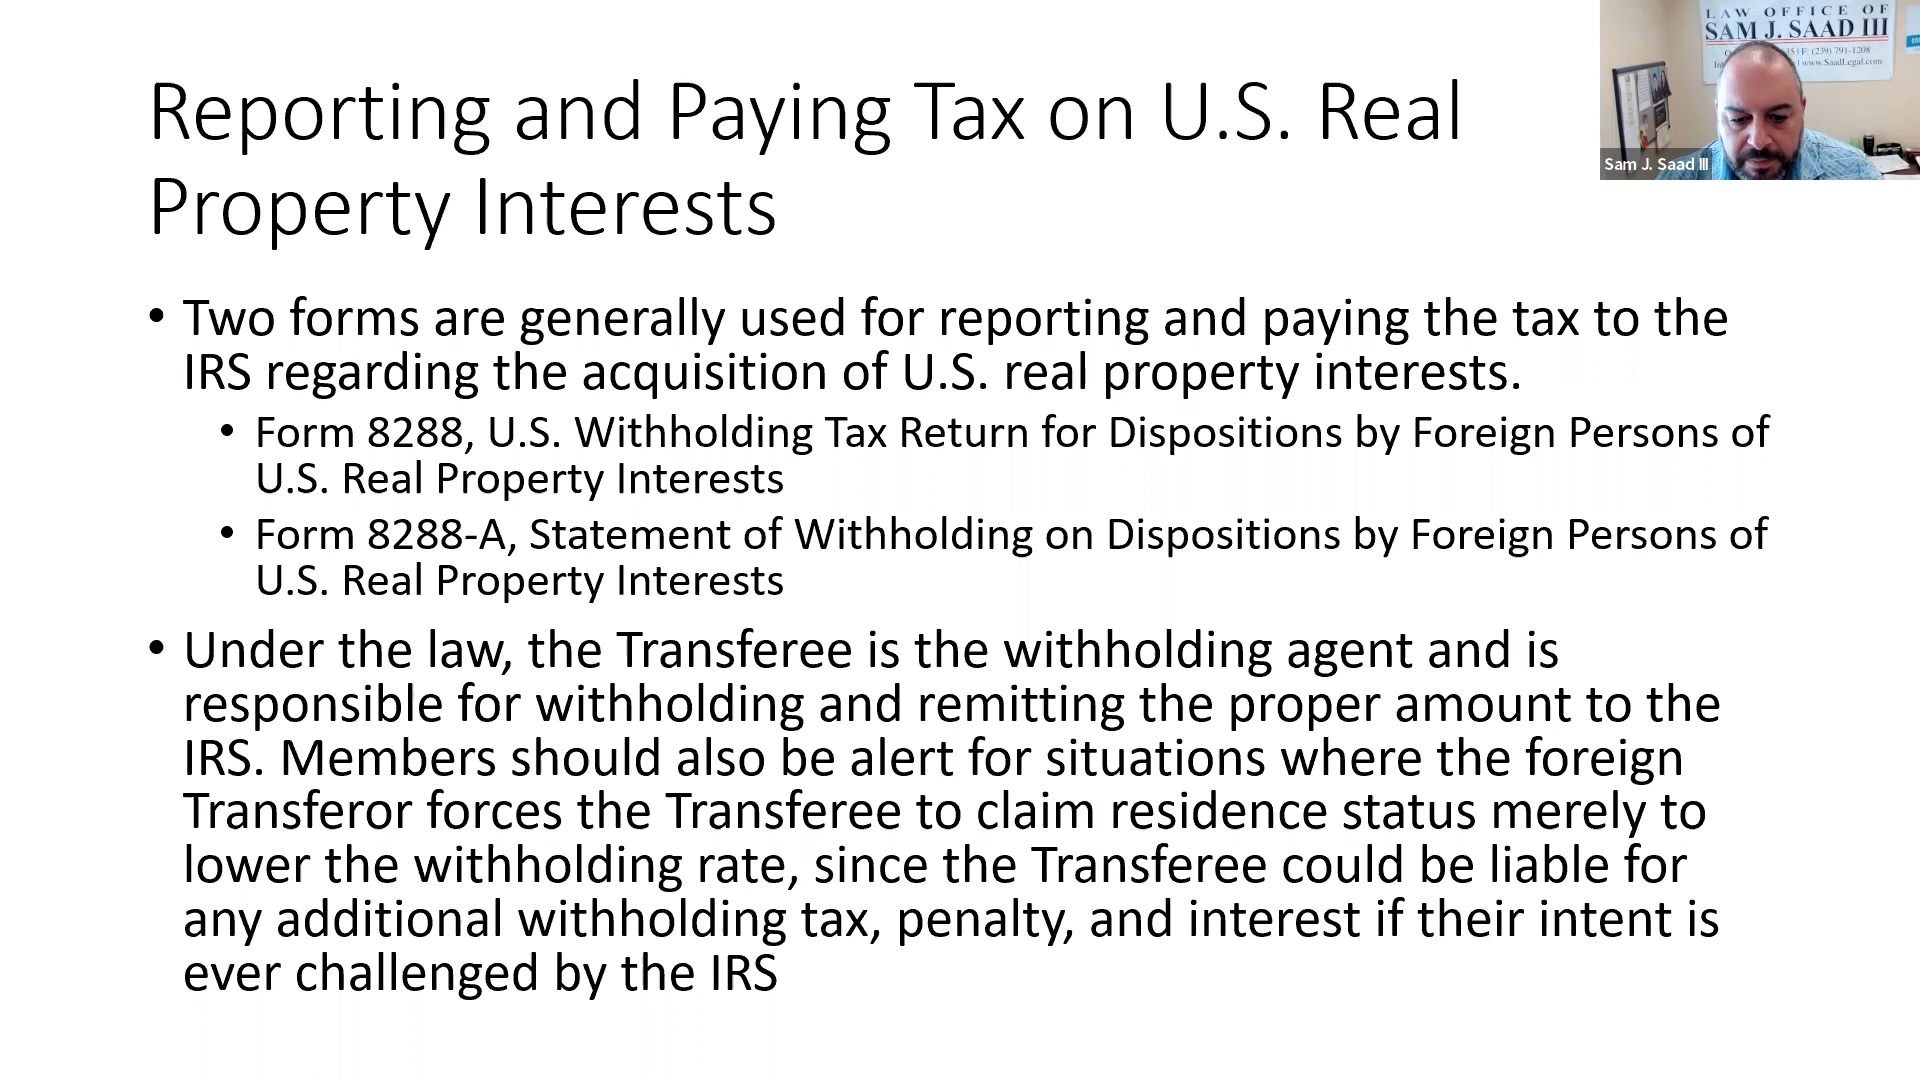 Reporting and Paying Tax on U.S. Real
Property Interests
• Two forms are generally used for reporting and paying the tax to the
IRS regarding the acquisition of U.S. real property interests.
• Form 8288, U.S. Withholding Tax Return for Dispositions by Foreign Persons of
U.S. Real Property Interests
• Form 8288-A, Statement of Withholding on Dispositions by Foreign Persons of
U.S. Real Property Interests
• Under the law, the Transferee is the withholding agent and is
responsible for withholding and remitting the proper amount to the
IRS. Members should also be alert for situations where the foreign
Transferor forces the Transferee to claim residence status merely to
lower the withholding rate, since the Transferee could be liable for
any additional withholding tax, penalty, and interest if their intent is
ever challenged by the IRS
LAW OFFICE OF
SAM J. SAAD III
F: (239) 791-1208
www.SaadLegal.com
Sam J. Saad III